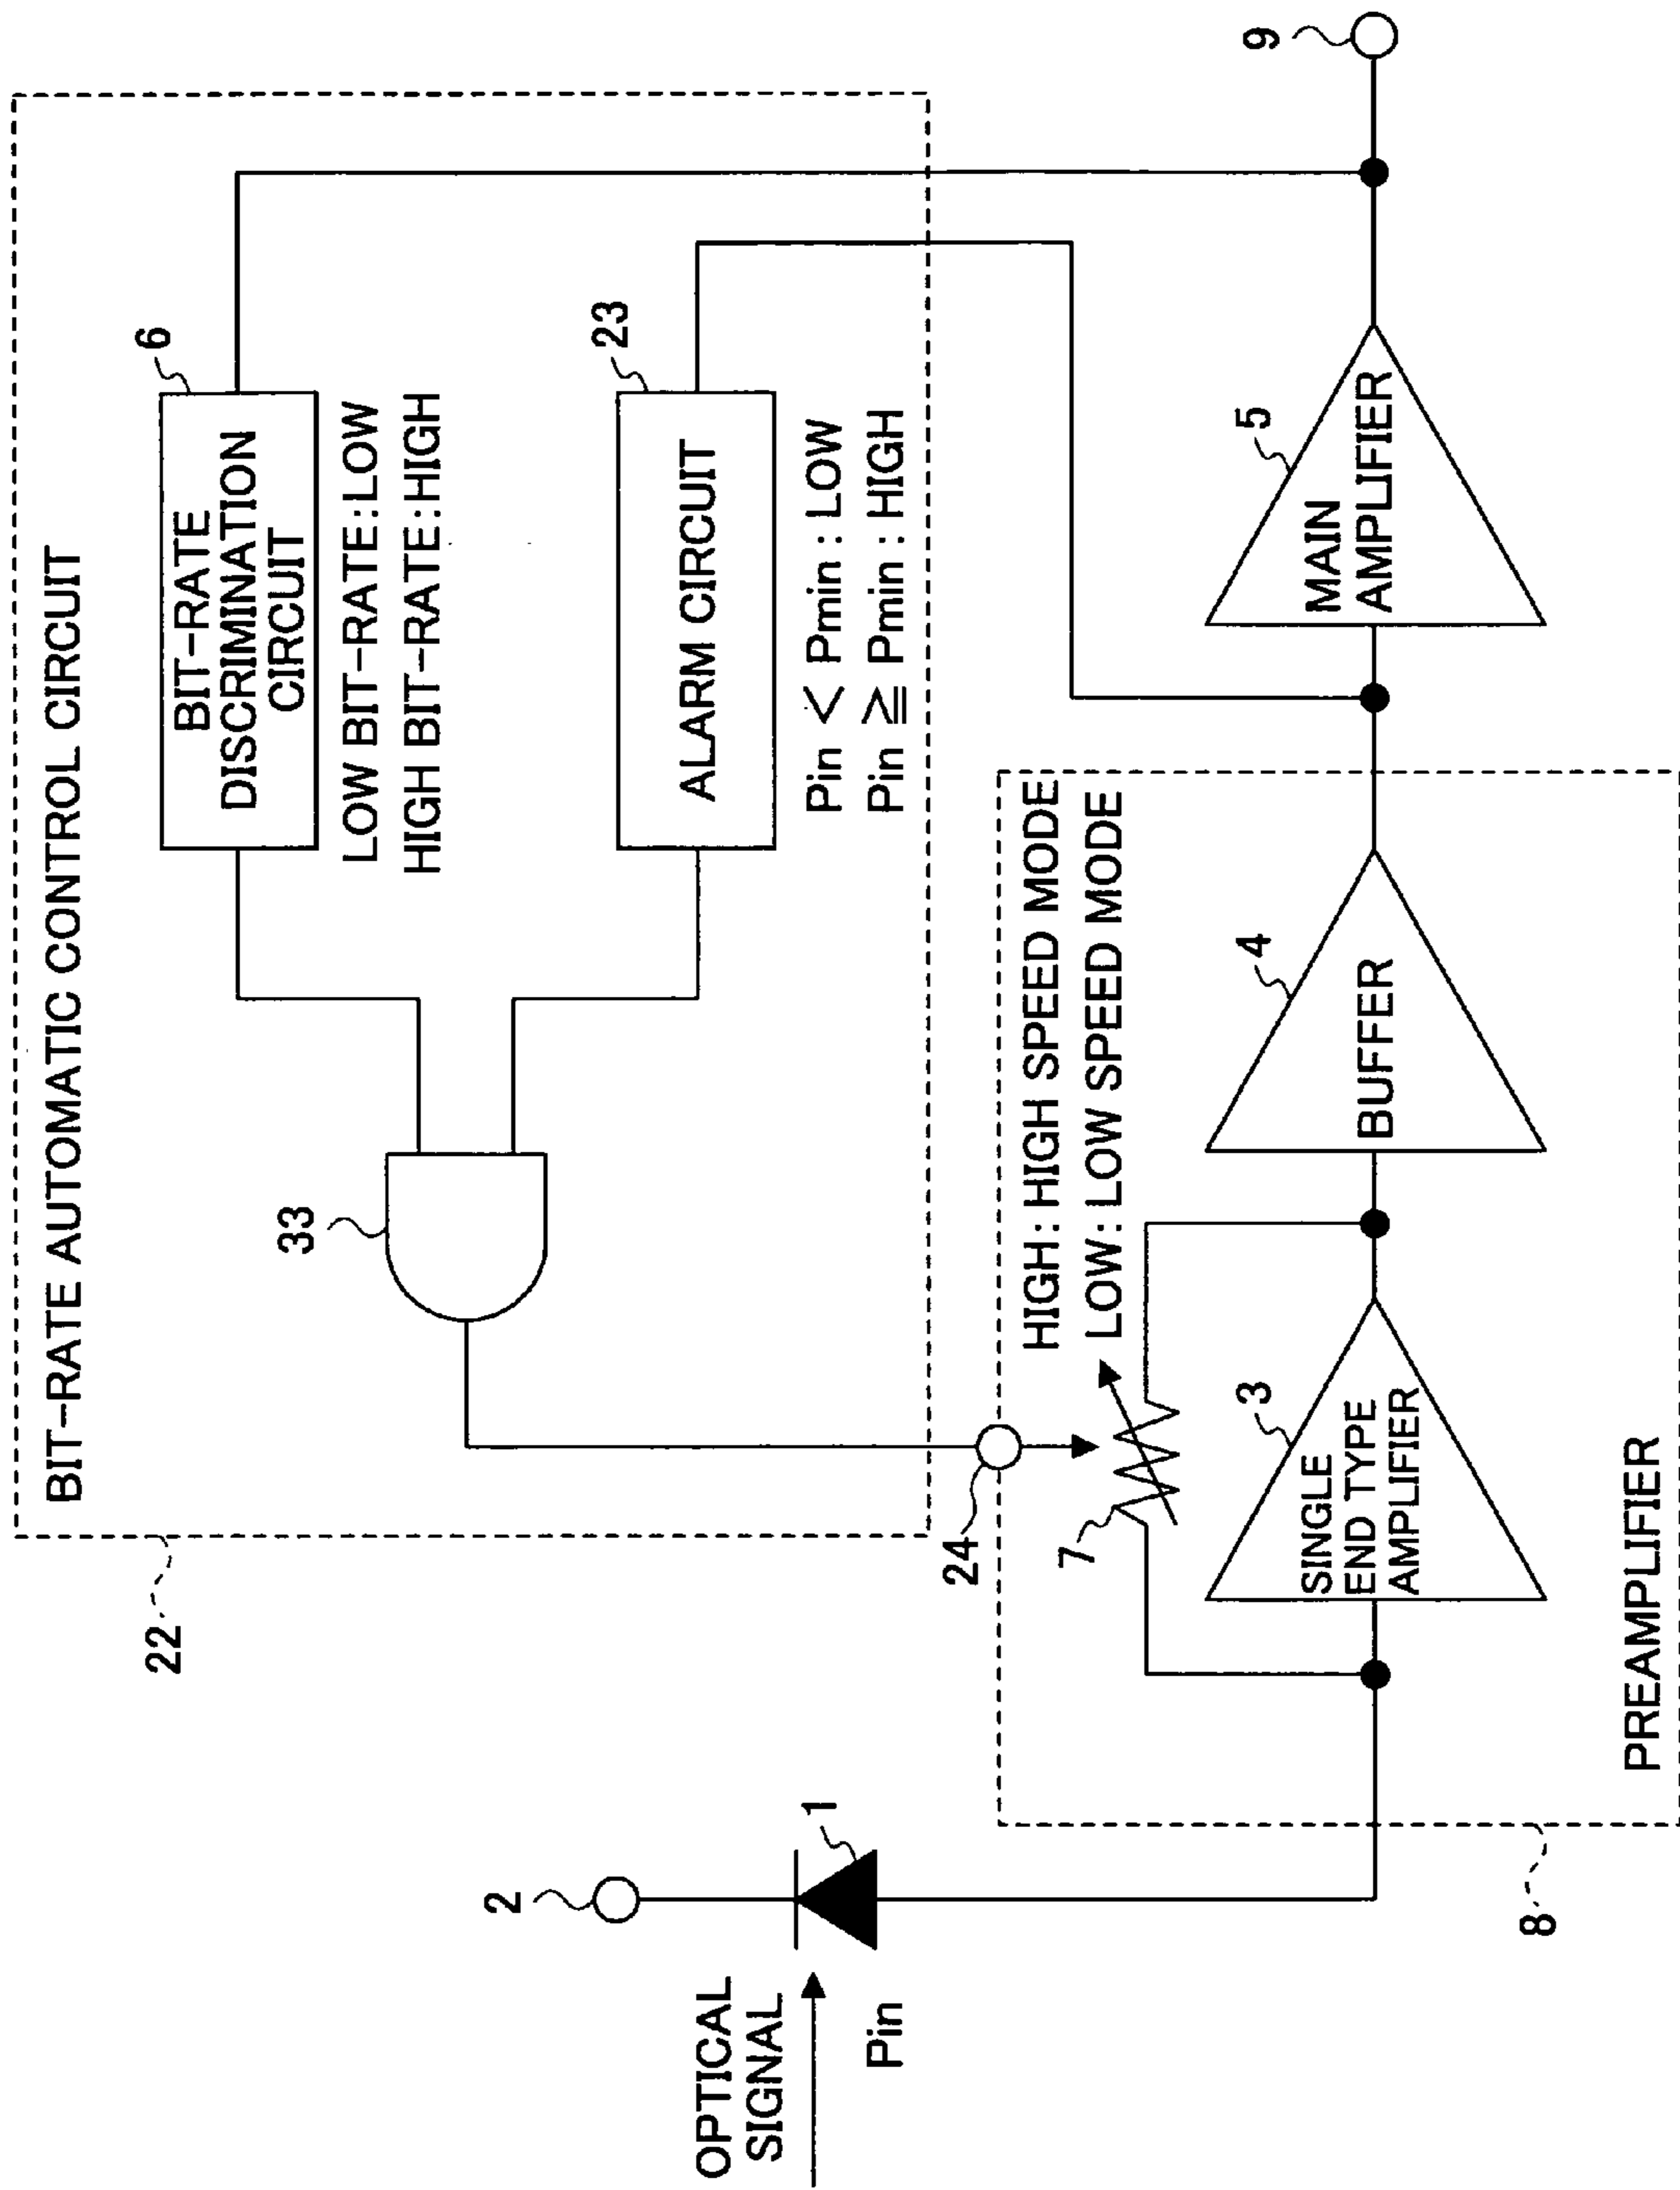 BIT-RATE AUTOMATIC CONTROL CIRCUIT
22
6
BIT-RATE
DISCRIMINATION
CIRCUIT
LOW BIT-RATE:LOW
HIGH BIT-RATE:HIGH
33
23
ALARM CIRCUIT
Pin < Pmin : LOW
Pin ≧ Pmin : HIGH
2
OPTICAL
SIGNAL
Pin
1
24
HIGH: HIGH SPEED MODE
LOW: LOW SPEED MODE
7
3
SINGLE
END TYPE
AMPLIFIER
4
BUFFER
5
MAIN
AMPLIFIER
9
8
PREAMPLIFIER